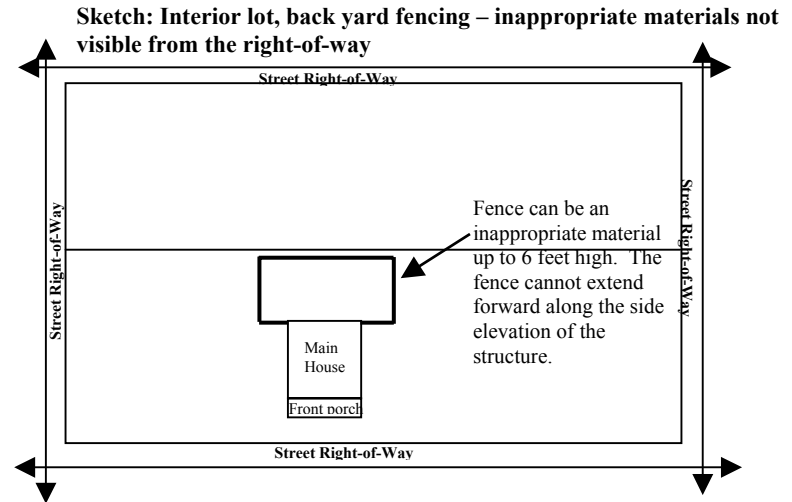 Sketch: Interior lot, back yard fencing – inappropriate materials not
visible from the right-of-way
Street Right-of-Way
Street Right-of-Way
Street Right-of-Way
Fence can be an
inappropriate material
up to 6 feet high. The
fence cannot extend
forward along the side
elevation of the
structure.
Main
House
Front porch
Street Right-of-Way